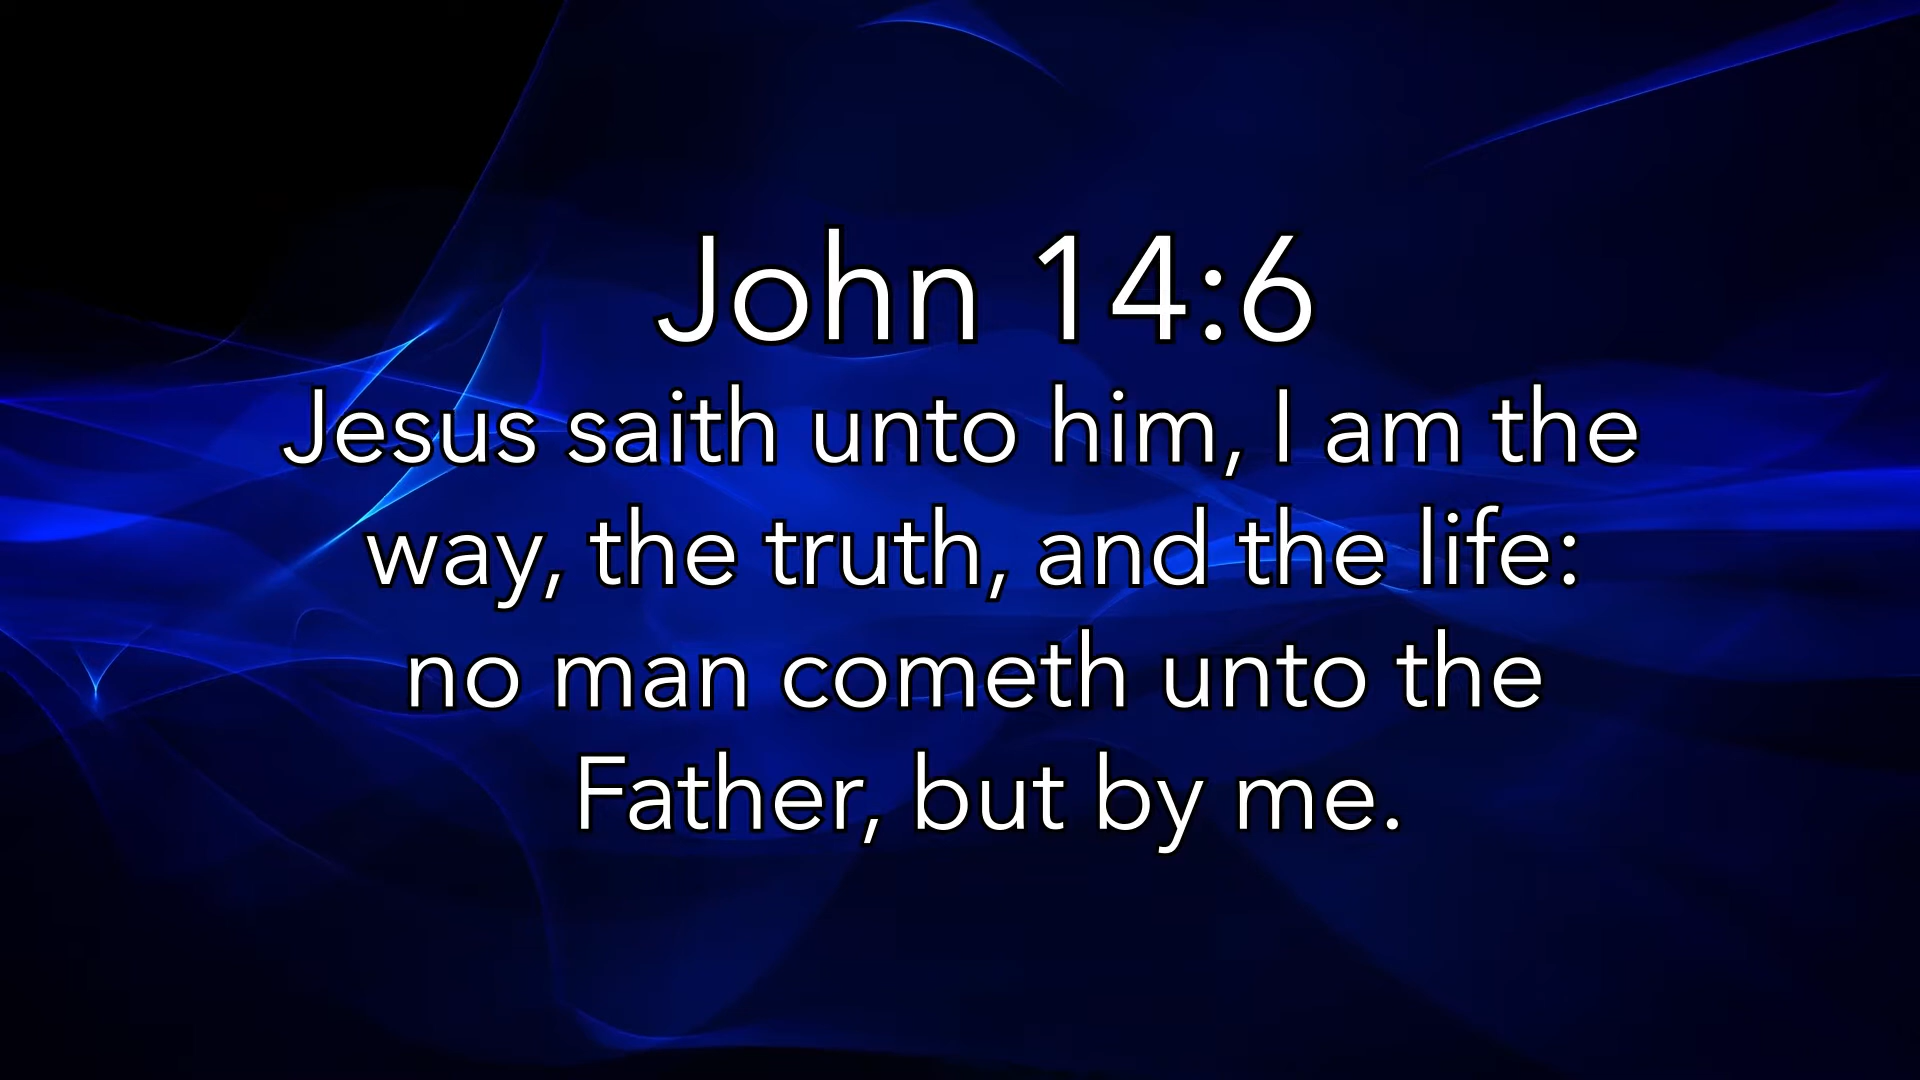 John 14:6
Jesus saith unto him, I am the
way, the truth, and the life:
no man cometh unto the
Father, but by me.